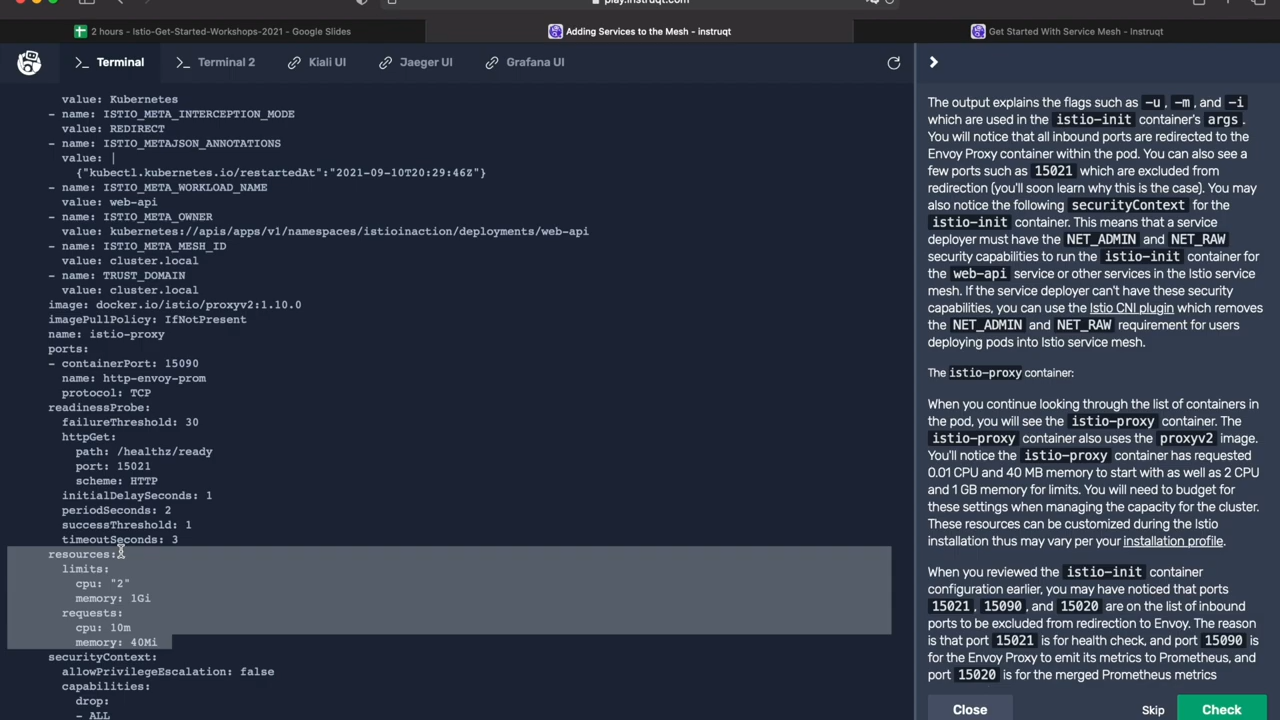 play.instruqt.com
2 hours - Istio-Get-Started-Workshops-2021 - Google Slides
Adding Services to the Mesh - instruqt
Get Started With Service Mesh - Instruqt
>_ Terminal
>_ Terminal 2
Kiali UI
Jaeger UI
Grafana UI
value: Kubernetes
- name: ISTIO_META_INTERCEPTION_MODE
value: REDIRECT
- name: ISTIO_METAJSON_ANNOTATIONS
value: |
{"kubectl.kubernetes.io/restartedAt":"2021-09-10T20:29:46Z"}
- name: ISTIO_META_WORKLOAD_NAME
value: web-api
- name: ISTIO_META_OWNER
value: kubernetes://apis/apps/v1/namespaces/istioinaction/deployments/web-api
- name: ISTIO_META_MESH_ID
value: cluster.local
- name: TRUST_DOMAIN
value: cluster.local
image: docker.io/istio/proxyv2:1.10.0
imagePullPolicy: IfNotPresent
name: istio-proxy
ports:
- containerPort: 15090
name: http-envoy-prom
protocol: TCP
readinessProbe:
failureThreshold: 30
httpGet:
path: /healthz/ready
port: 15021
scheme: HTTP
initialDelaySeconds: 1
periodSeconds: 2
successThreshold: 1
timeoutSeconds: 3
resources:
limits:
cpu: "2"
memory: 1Gi
requests:
cpu: 10m
memory: 40Mi
securityContext:
allowPrivilegeEscalation: false
capabilities:
drop:
- ALL
The output explains the flags such as -u, -m, and -i
which are used in the istio-init container's args.
You will notice that all inbound ports are redirected to the
Envoy Proxy container within the pod. You can also see a
few ports such as 15021 which are excluded from
redirection (you'll soon learn why this is the case). You may
also notice the following securityContext for the
istio-init container. This means that a service
deployer must have the NET_ADMIN and NET_RAW
security capabilities to run the istio-init container for
the web-api service or other services in the Istio service
mesh. If the service deployer can't have these security
capabilities, you can use the Istio CNI plugin which removes
the NET_ADMIN and NET_RAW requirement for users
deploying pods into Istio service mesh.
The istio-proxy container:
When you continue looking through the list of containers in
the pod, you will see the istio-proxy container. The
istio-proxy container also uses the proxyv2 image.
You'll notice the istio-proxy container has requested
0.01 CPU and 40 MB memory to start with as well as 2 CPU
and 1 GB memory for limits. You will need to budget for
these settings when managing the capacity for the cluster.
These resources can be customized during the Istio
installation thus may vary per your installation profile.
When you reviewed the istio-init container
configuration earlier, you may have noticed that ports
15021, 15090, and 15020 are on the list of inbound
ports to be excluded from redirection to Envoy. The reason
is that port 15021 is for health check, and port 15090 is
for the Envoy Proxy to emit its metrics to Prometheus, and
port 15020 is for the merged Prometheus metrics
Close
Skip
Check